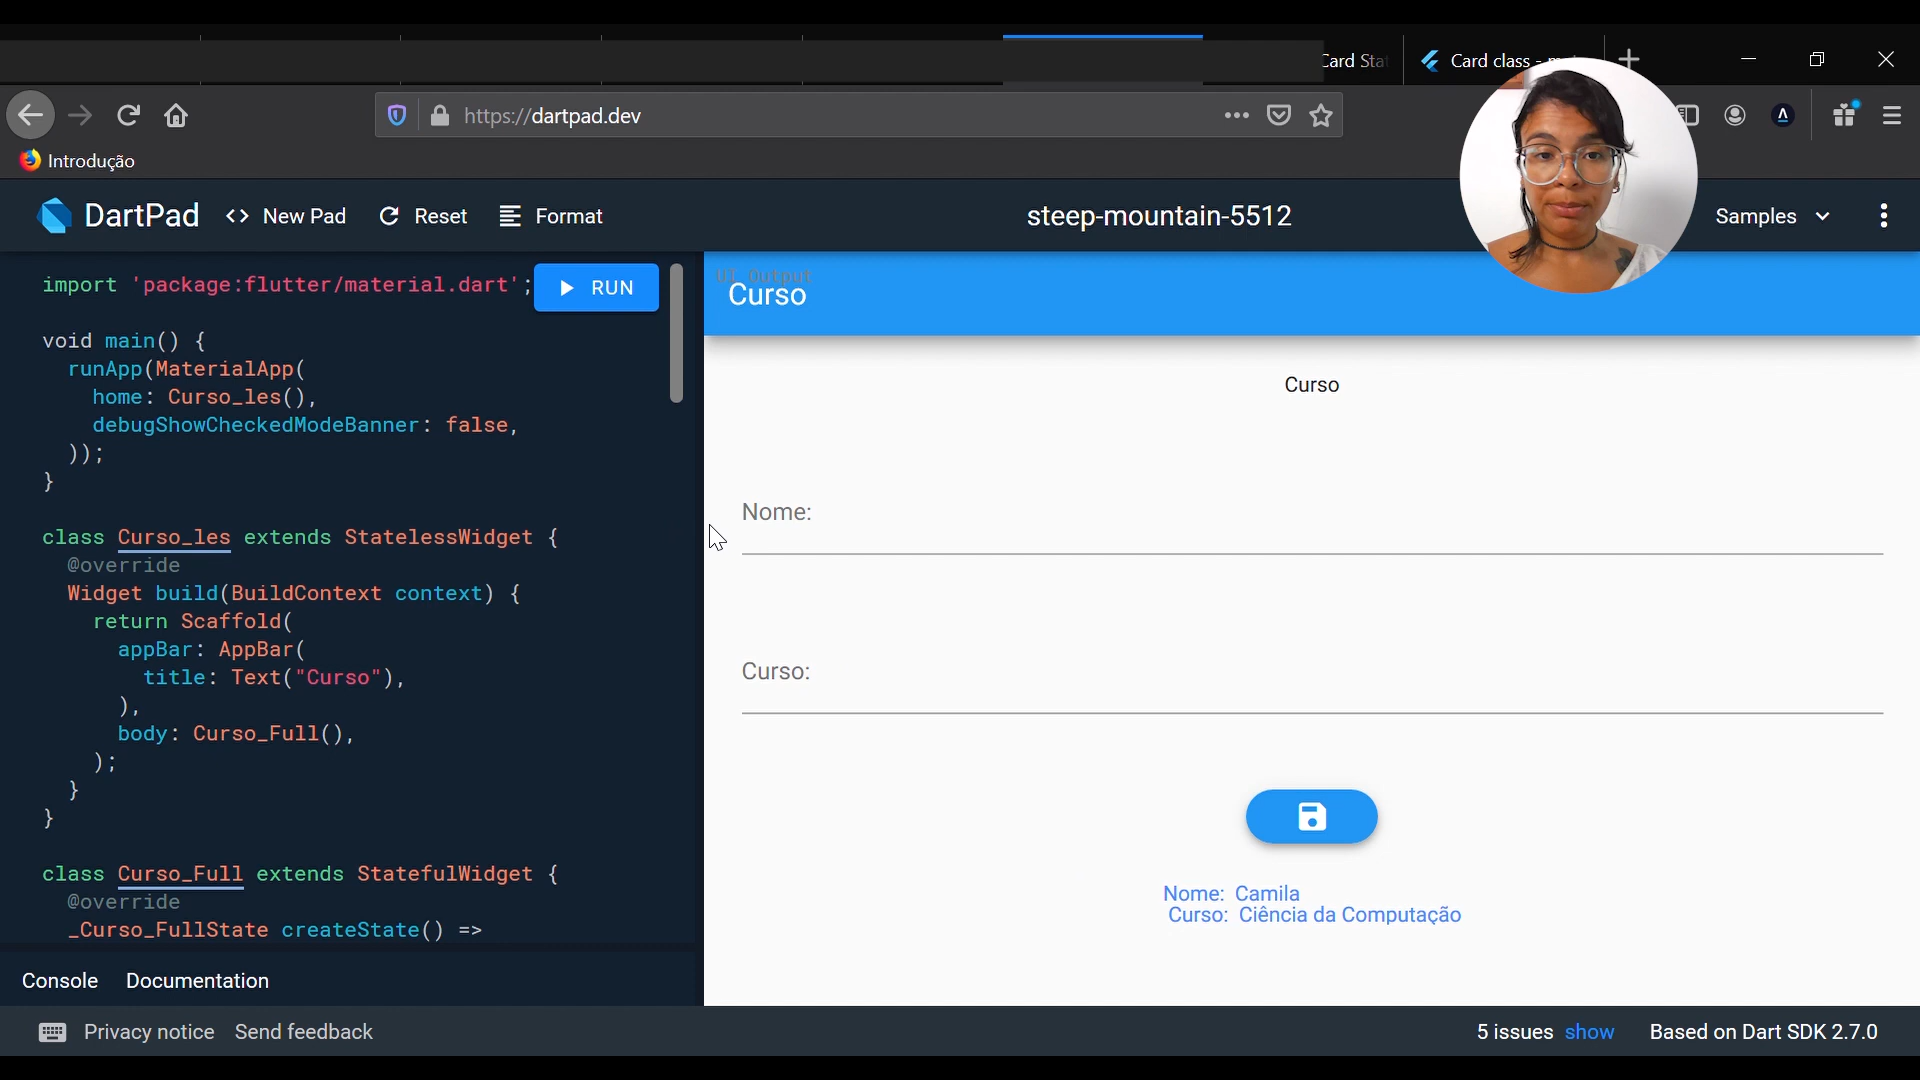 Card Stat
Card class - mat
https://dartpad.dev
Introdução
DartPad
<> New Pad
Reset
Format
steep-mountain-5512
Samples
import 'package:flutter/material.dart';
RUN
void main() {
runApp(MaterialApp(
home: Curso_les(),
debugShowCheckedModeBanner: false,
));
}
class Curso_les extends StatelessWidget {
@override
Widget build(BuildContext context) {
return Scaffold(
appBar: AppBar(
title: Text("Curso"),
),
body: Curso_Full(),
);
}
}
class Curso_Full extends StatefulWidget {
@override
_Curso_FullState createState() =>
UI Output
Curso
Curso
Nome:
Curso:
Nome: Camila
Curso: Ciência da Computação
Console
Documentation
Privacy notice
Send feedback
5 issues show
Based on Dart SDK 2.7.0